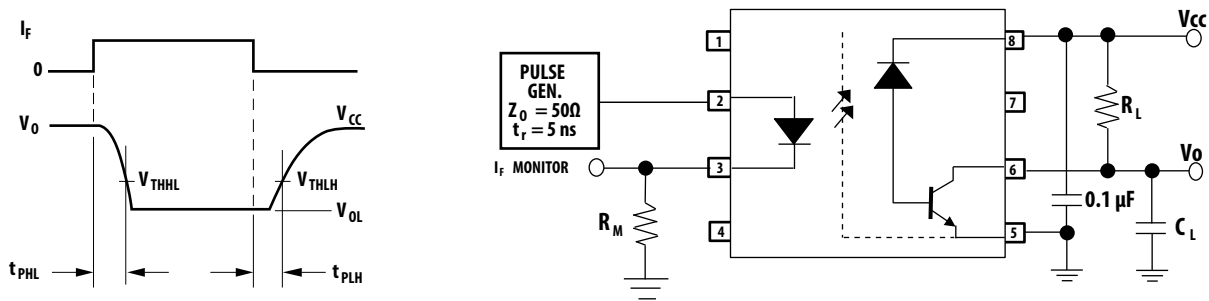 I_F
0
V_O
V_CC
V_THHL
V_THLH
V_OL
t_PHL
t_PLH
PULSE
GEN.
Z_O = 50Ω
t_r = 5 ns
I_F MONITOR
R_M
1
2
3
4
8
7
6
5
Vcc
R_L
Vo
0.1 µF
C_L